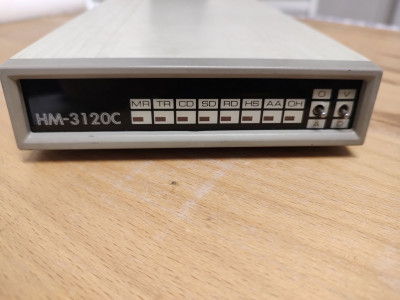 HM-3120C
MR TR CD SD RD HS AA OH
O V
A C